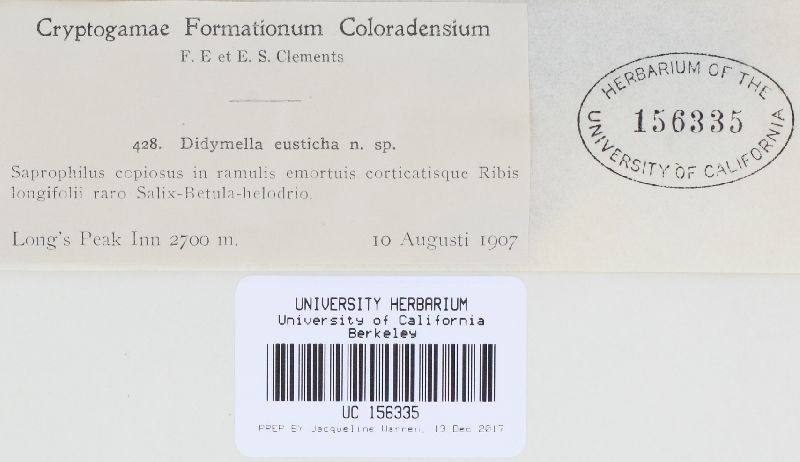 Cryptogamae Formationum Coloradensium
F. E et E. S. Clements
428. Didymella eusticha n. sp.
Saprophilus copiosus in ramulis emortuis corticatisque Ribis
longifolii raro Salix-Betula-helodrio.
Long's Peak Inn 2700 m. 10 Augusti 1907
HERBARIUM OF THE
156335
UNIVERSITY OF CALIFORNIA
UNIVERSITY HERBARIUM
University of California
Berkeley
UC 156335
PREP BY Jacqueline Warren, 13 Dec 2017